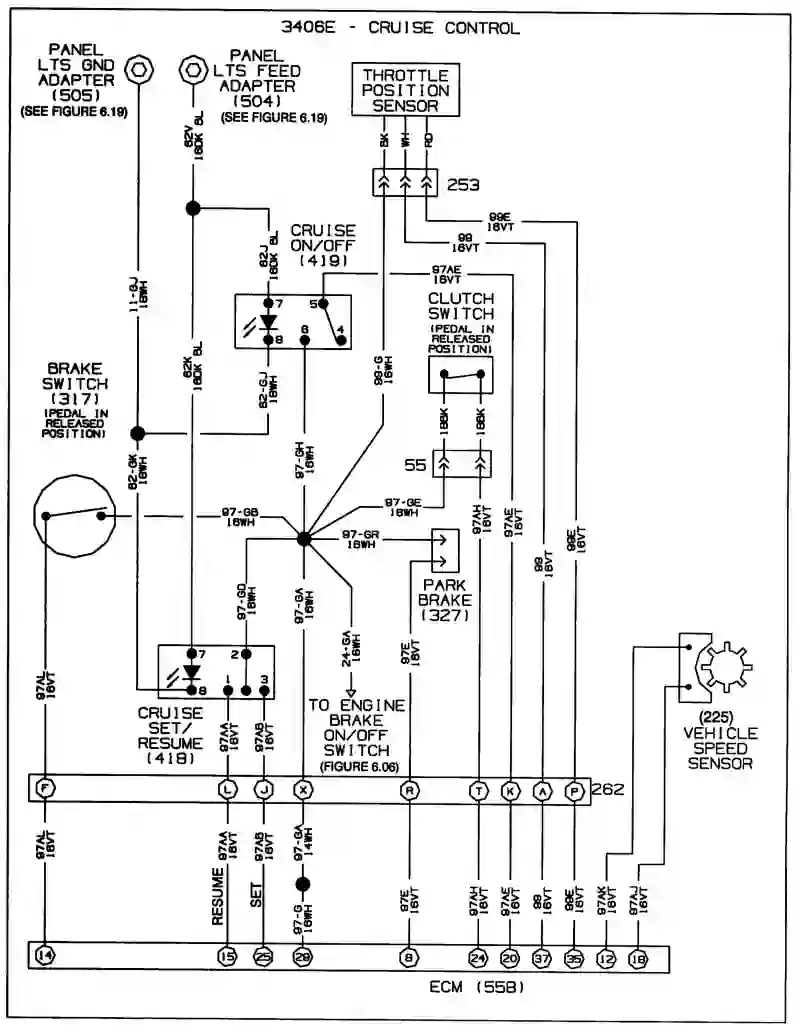 3406E - CRUISE CONTROL
PANEL
LTS GND
ADAPTER
(505)
(SEE FIGURE 6.19)
PANEL
LTS FEED
ADAPTER
(504)
(SEE FIGURE 6.19)
THROTTLE
POSITION
SENSOR
62V
16DK BL
BK
WH
RD
253
99E
16VT
99
16VT
CRUISE
ON/OFF
(419)
62J
16DK BL
97AE
16VT
11-GJ
18WH
7
5
8
6
4
CLUTCH
SWITCH
(PEDAL IN
RELEASED
POSITION)
62K
16DK BL
62-GJ
18WH
99-G
16WH
BRAKE
SWITCH
(317)
(PEDAL IN
RELEASED
POSITION)
18BK
18BK
62-GK
18WH
97-GH
16WH
55
97-GB
16WH
97-GE
16WH
97AH
16VT
97AE
16VT
99E
16VT
97-GR
16WH
99
16VT
97-GD
16WH
97-GA
16WH
PARK
BRAKE
(327)
24-GA
16WH
97E
16VT
7
2
8
1
3
97AL
16VT
CRUISE
SET/
RESUME
(418)
97AA
16VT
97AB
16VT
TO ENGINE
BRAKE
ON/OFF
SWITCH
(FIGURE 6.06)
(225)
VEHICLE
SPEED
SENSOR
F
L
J
X
R
T
K
A
P
262
97AL
16VT
97AA
16VT
97AB
16VT
97-GA
14WH
RESUME
SET
97-G
16WH
97E
16VT
97AH
16VT
97AE
16VT
99
16VT
99E
16VT
97AK
16VT
97AJ
16VT
14
15
25
28
8
24
20
37
35
12
18
ECM (558)